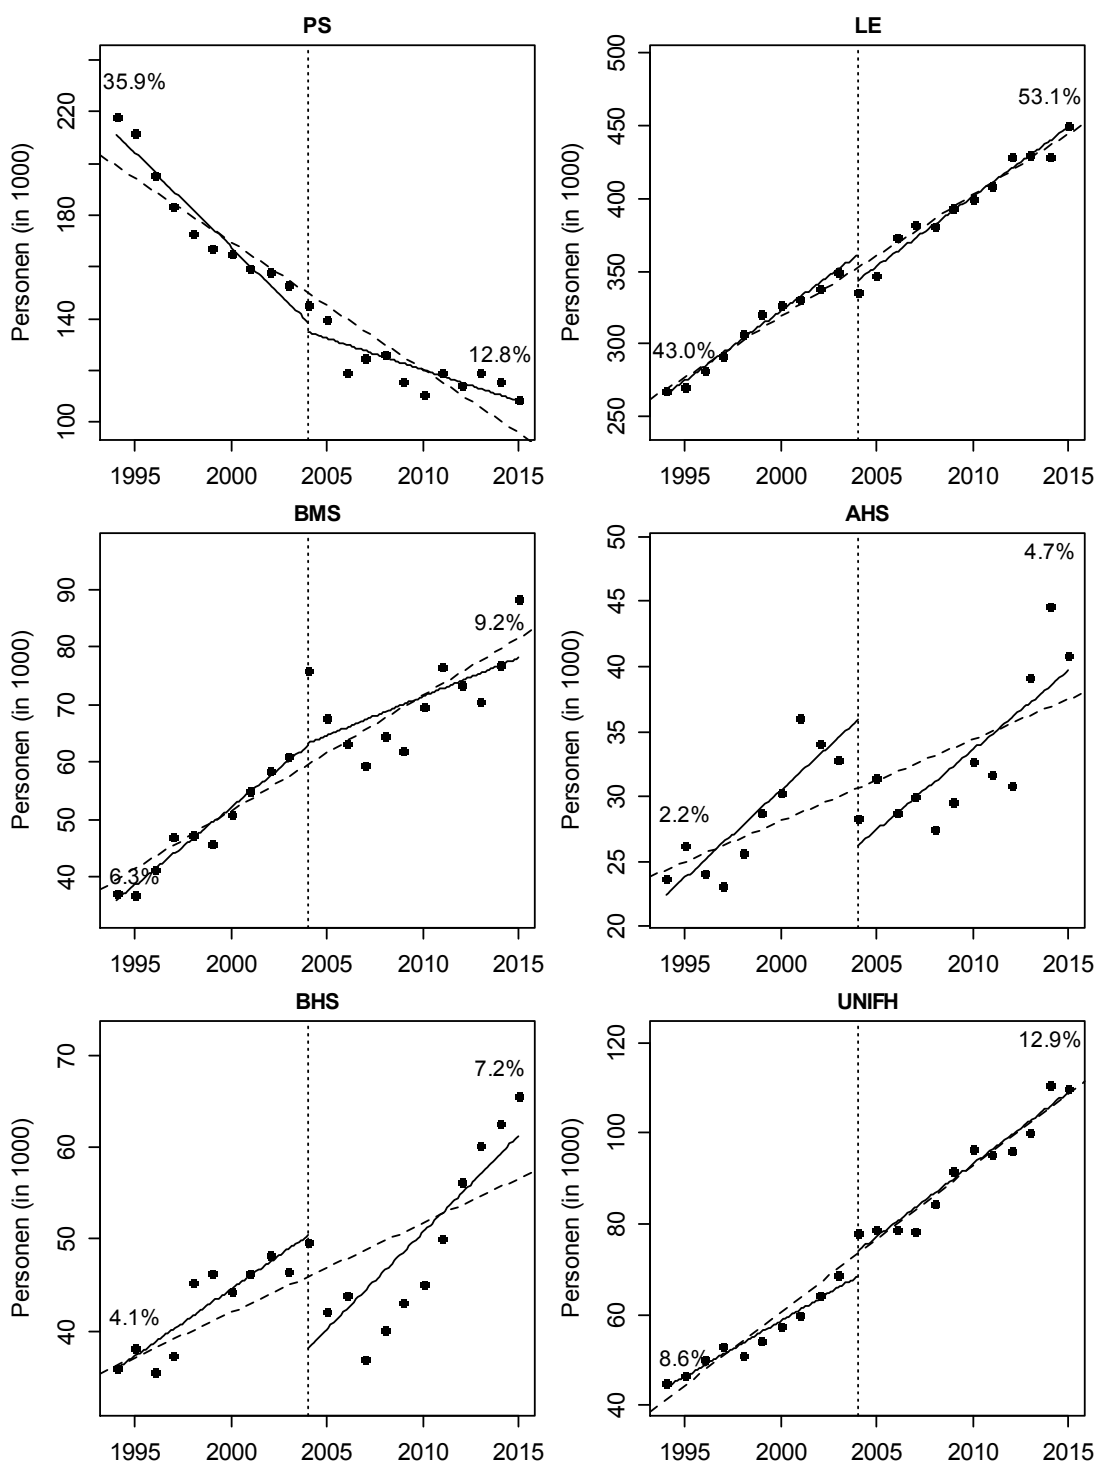 PS
Personen (in 1000)
220
180
140
100
35.9%
12.8%
1995 2000 2005 2010 2015
LE
Personen (in 1000)
500
450
400
350
300
250
53.1%
43.0%
1995 2000 2005 2010 2015
BMS
Personen (in 1000)
90
80
70
60
50
40
9.2%
6.3%
1995 2000 2005 2010 2015
AHS
Personen (in 1000)
50
45
40
35
30
25
20
4.7%
2.2%
1995 2000 2005 2010 2015
BHS
Personen (in 1000)
70
60
50
40
7.2%
4.1%
1995 2000 2005 2010 2015
UNIFH
Personen (in 1000)
120
100
80
60
40
12.9%
8.6%
1995 2000 2005 2010 2015